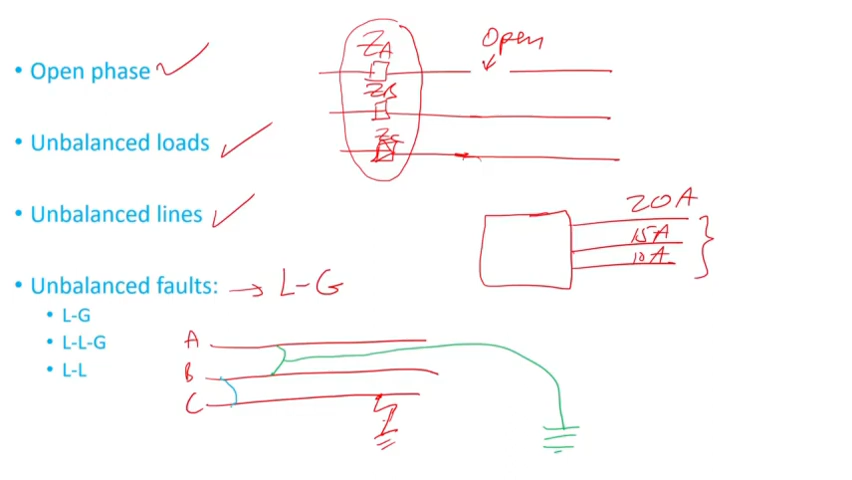 • Open phase
• Unbalanced loads
• Unbalanced lines
• Unbalanced faults: → L-G
• L-G
• L-L-G
• L-L
ZA
Open
ZB
ZC
20A
15A
10A
A
B
C